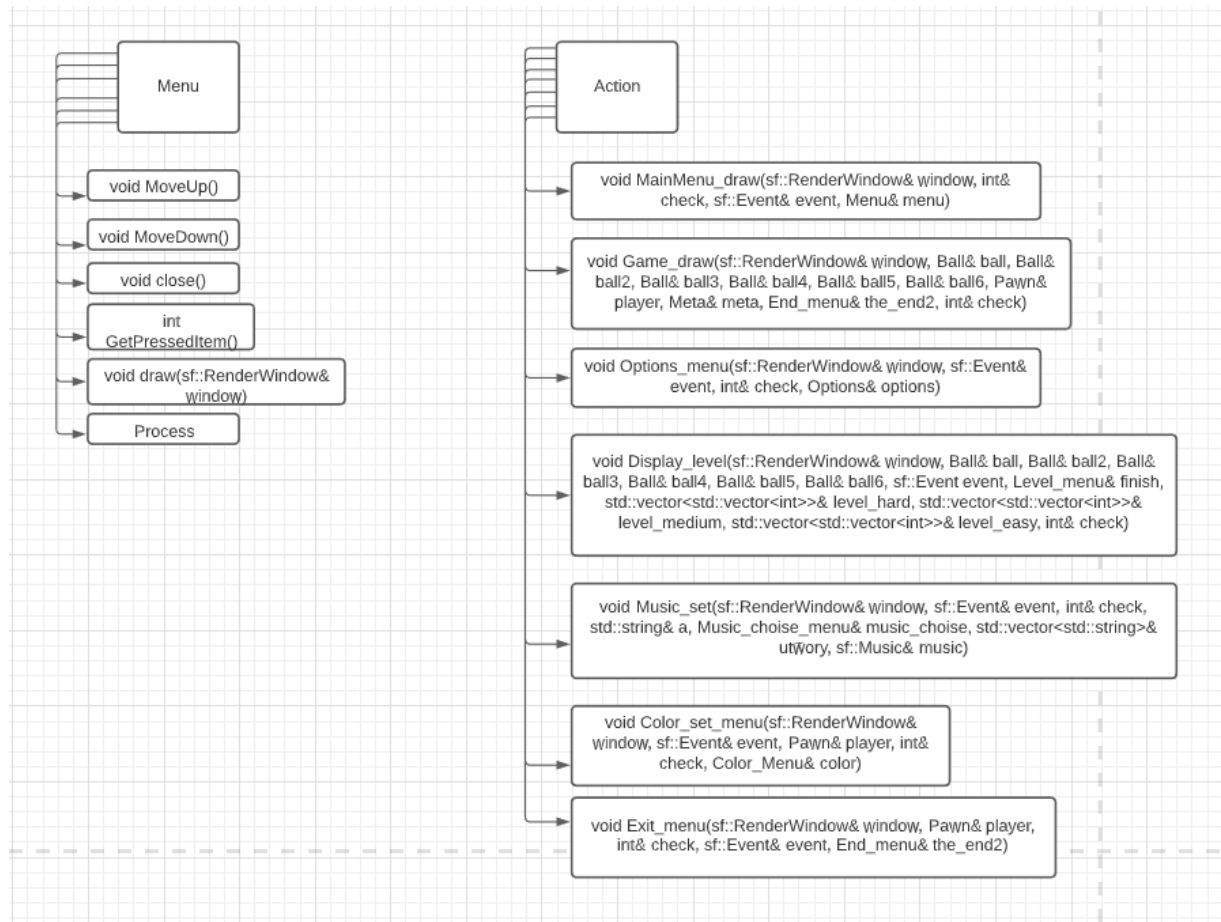 Menu
void MoveUp()
void MoveDown()
void close()
int
GetPressedItem()
void draw(sf::RenderWindow&
window)
Process
Action
void MainMenu_draw(sf::RenderWindow& window, int&
check, sf::Event& event, Menu& menu)
void Game_draw(sf::RenderWindow& window, Ball& ball, Ball&
ball2, Ball& ball3, Ball& ball4, Ball& ball5, Ball& ball6, Pawn&
player, Meta& meta, End_menu& the_end2, int& check)
void Options_menu(sf::RenderWindow& window, sf::Event&
event, int& check, Options& options)
void Display_level(sf::RenderWindow& window, Ball& ball, Ball& ball2, Ball&
ball3, Ball& ball4, Ball& ball5, Ball& ball6, sf::Event event, Level_menu& finish,
std::vector<std::vector<int>>& level_hard, std::vector<std::vector<int>>&
level_medium, std::vector<std::vector<int>>& level_easy, int& check)
void Music_set(sf::RenderWindow& window, sf::Event& event, int& check,
std::string& a, Music_choise_menu& music_choise, std::vector<std::string>&
utwory, sf::Music& music)
void Color_set_menu(sf::RenderWindow&
window, sf::Event& event, Pawn& player, int&
check, Color_Menu& color)
void Exit_menu(sf::RenderWindow& window, Pawn& player,
int& check, sf::Event& event, End_menu& the_end2)